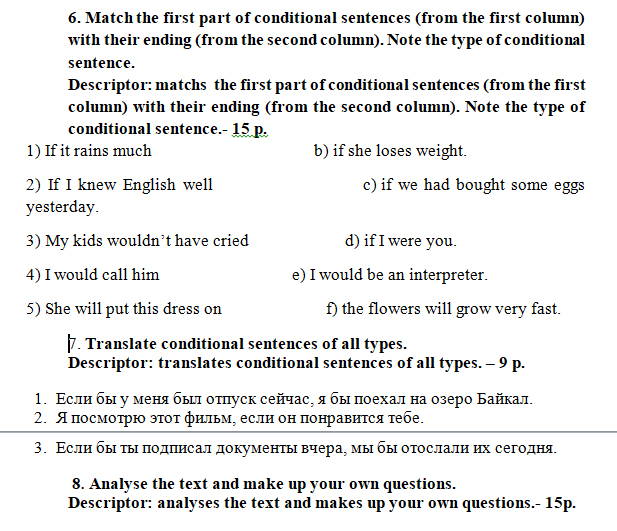 6. Match the first part of conditional sentences (from the first column)
with their ending (from the second column). Note the type of conditional
sentence.
Descriptor: matchs the first part of conditional sentences (from the first
column) with their ending (from the second column). Note the type of
conditional sentence.- 15 p.
1) If it rains much b) if she loses weight.
2) If I knew English well c) if we had bought some eggs
yesterday.
3) My kids wouldn’t have cried d) if I were you.
4) I would call him e) I would be an interpreter.
5) She will put this dress on f) the flowers will grow very fast.
7. Translate conditional sentences of all types.
Descriptor: translates conditional sentences of all types. – 9 p.
1. Если бы у меня был отпуск сейчас, я бы поехал на озеро Байкал.
2. Я посмотрю этот фильм, если он понравится тебе.
3. Если бы ты подписал документы вчера, мы бы отослали их сегодня.
8. Analyse the text and make up your own questions.
Descriptor: analyses the text and makes up your own questions.- 15p.